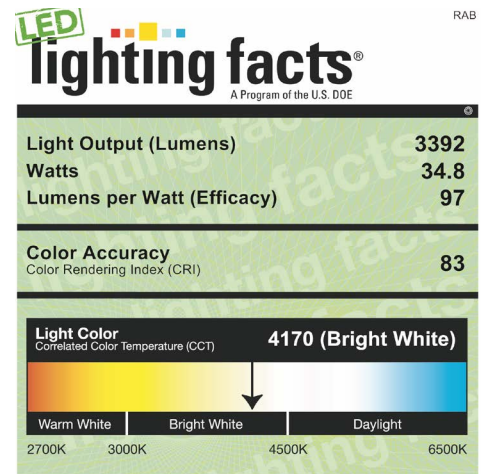 RAB
LED
lighting facts®
A Program of the U.S. DOE
Light Output (Lumens) 3392
Watts 34.8
Lumens per Watt (Efficacy) 97
Color Accuracy
Color Rendering Index (CRI) 83
Light Color
Correlated Color Temperature (CCT) 4170 (Bright White)
Warm White Bright White Daylight
2700K 3000K 4500K 6500K